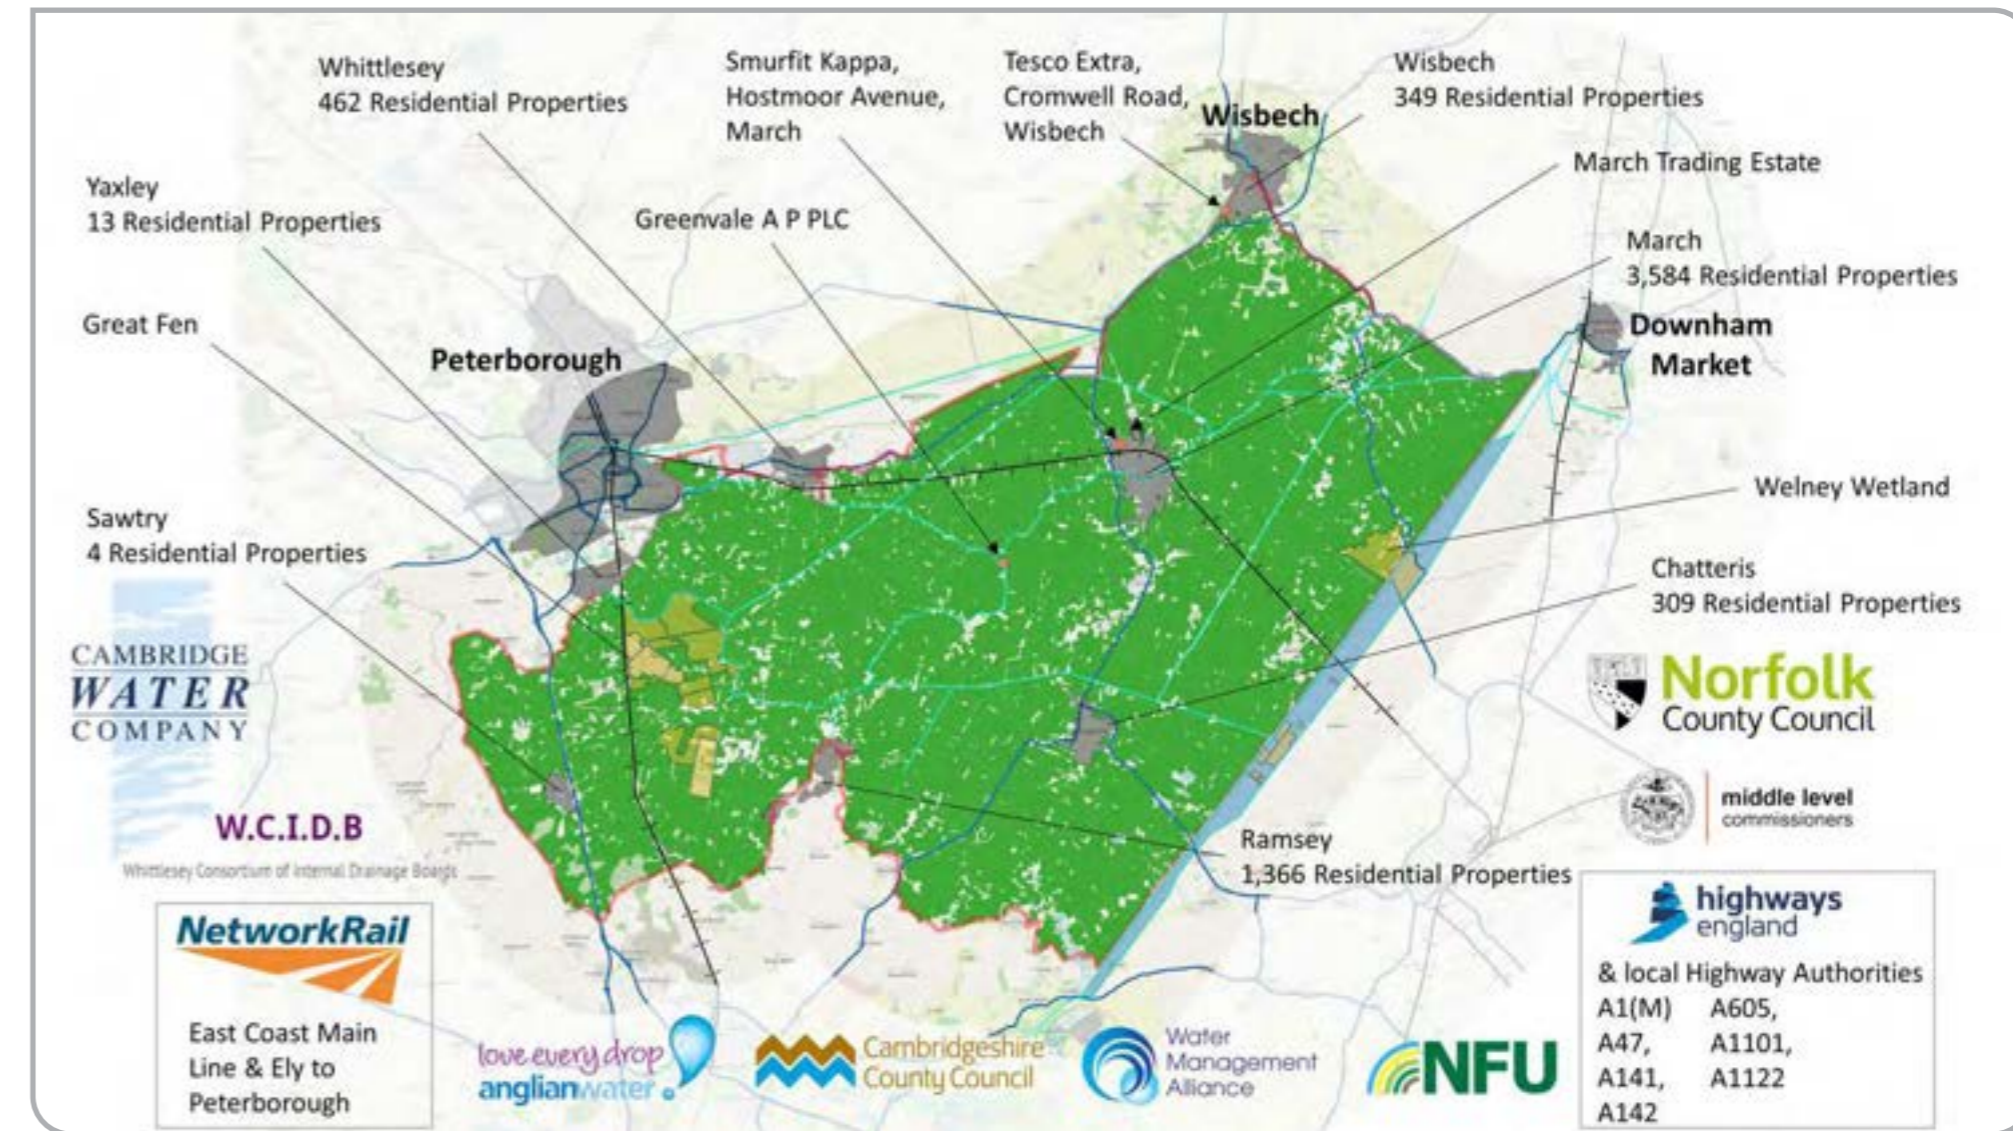 Whittlesey
462 Residential Properties
Smurfit Kappa,
Hostmoor Avenue,
March
Tesco Extra,
Cromwell Road,
Wisbech
Wisbech
Wisbech
349 Residential Properties
March Trading Estate
Yaxley
13 Residential Properties
Greenvale A P PLC
March
3,584 Residential Properties
Great Fen
Peterborough
Downham
Market
Welney Wetland
Sawtry
4 Residential Properties
Chatteris
309 Residential Properties
CAMBRIDGE
WATER
COMPANY
Norfolk
County Council
W.C.I.D.B
Whittlesey Consortium of Internal Drainage Boards
middle level
commissioners
Ramsey
1,366 Residential Properties
NetworkRail
East Coast Main
Line & Ely to
Peterborough
love every drop
anglianwater
Cambridgeshire
County Council
Water
Management
Alliance
NFU
highways
england
& local Highway Authorities
A1(M) A605,
A47, A1101,
A141, A1122
A142